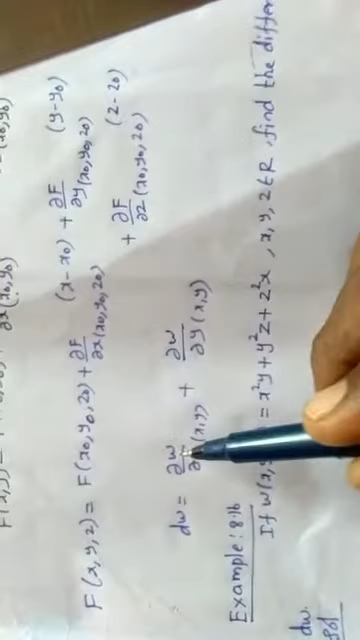 F(x,y,z) = F(x0,y0,z0) + ∂F/∂x(x0,y0,z0) (x-x0) + ∂F/∂y(x0,y0,z0) (y-y0)
+ ∂F/∂z(x0,y0,z0) (z-z0)
dw = ∂w/∂ (x,y) + ∂w/∂y (x,y)
Example: 8.16
If w(x,y = x²y + y²z + z²x , x, y, z ∈ R , find the differ
dw.
Sol